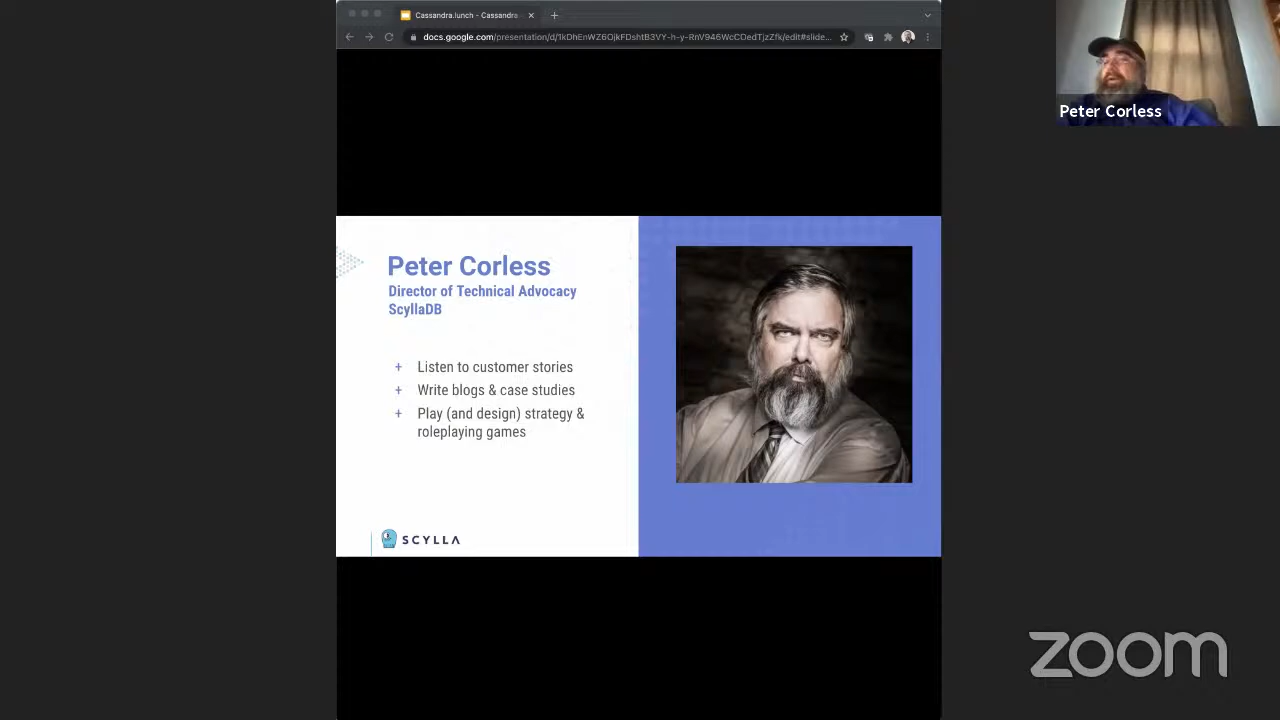 Cassandra.lunch - Cassandra
docs.google.com/presentation/d/1kDhEnWZ6OjkFDshtB3VY-h-y-RnV946WcCOedTjzZfk/edit#slide...
Peter Corless
Peter Corless
Director of Technical Advocacy
ScyllaDB
+ Listen to customer stories
+ Write blogs & case studies
+ Play (and design) strategy &
roleplaying games
SCYLLA
zoom